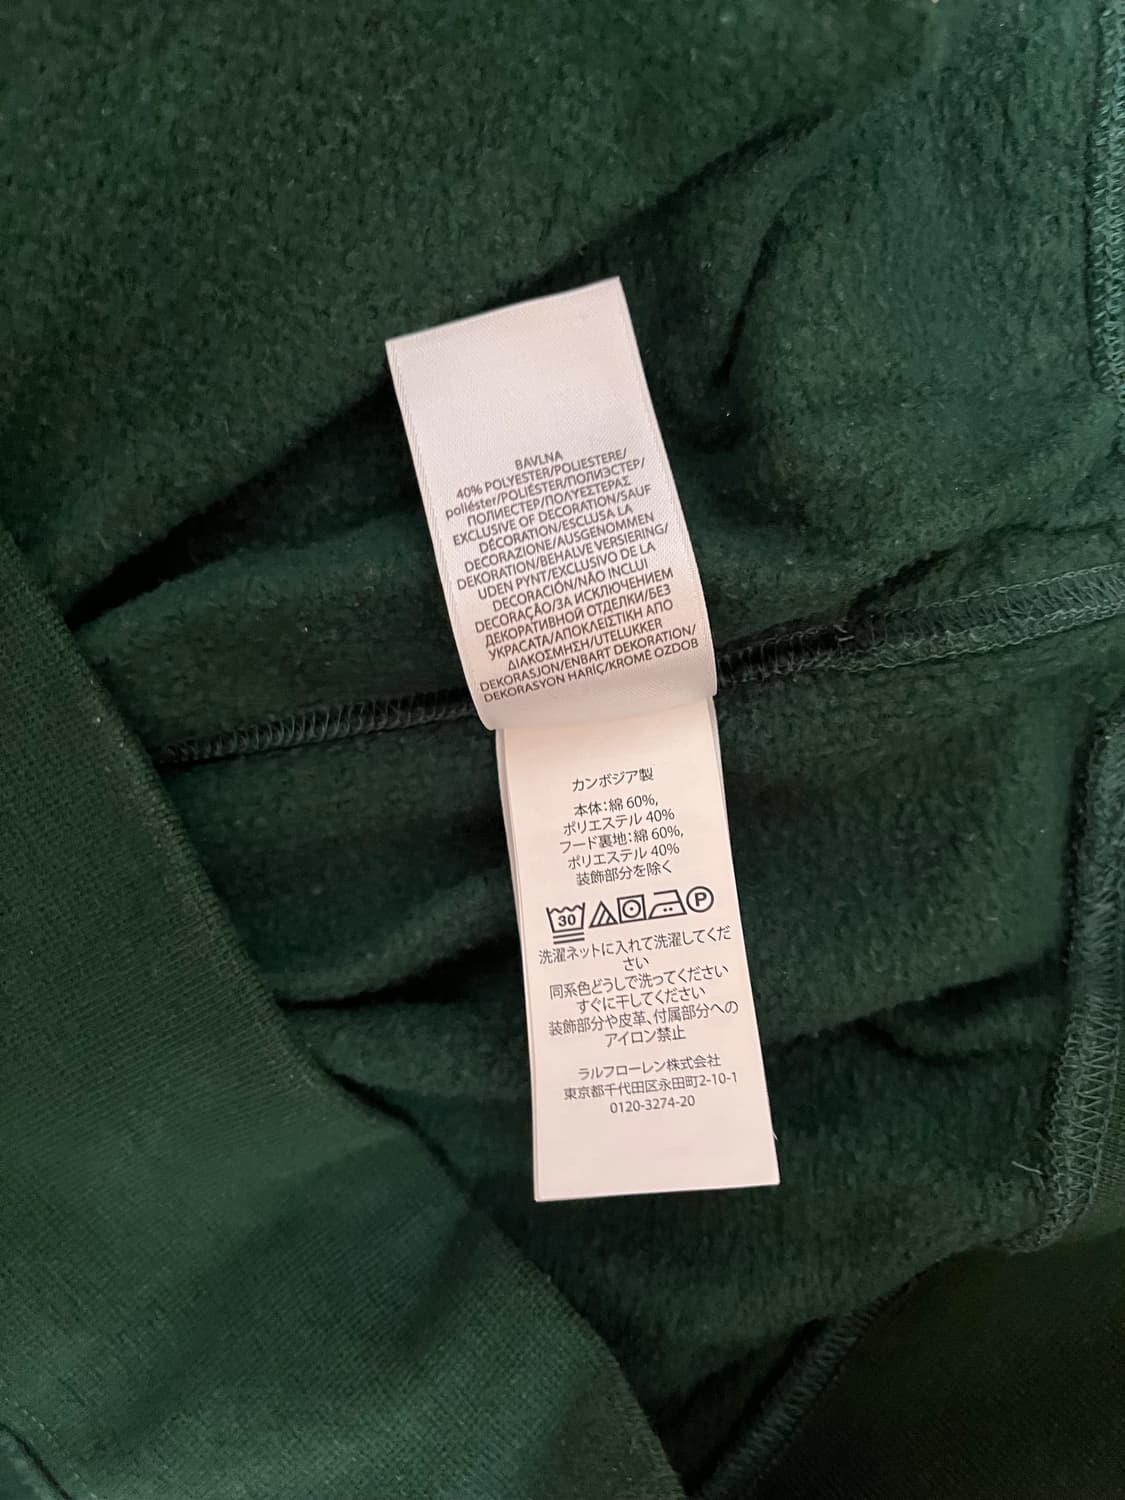 BAVLNA
40% POLYESTER/POLIESTERE/
poliéster/POLIÉSTER/ПОЛИЭСТЕР/
ПОЛИЕСТЕР/ΠΟΛΥΕΣΤΕΡΑΣ
EXCLUSIVE OF DECORATION/SAUF
DÉCORATION/ESCLUSA LA
DECORAZIONE/AUSGENOMMEN
DEKORATION/BEHALVE VERSIERING/
UDEN PYNT/EXCLUSIVO DE LA
DECORACIÓN/NÃO INCLUI
DECORAÇÃO/ЗА ИСКЛЮЧЕНИЕМ
ДЕКОРАТИВНОЙ ОТДЕЛКИ/БЕЗ
УКРАСАТА/ΑΠΟΚΛΕΙΣΤΙΚΗ ΑΠΟ
ΔΙΑΚΟΣΜΗΣΗ/UTELUKKER
DEKORASJON/ENBART DEKORATION/
DEKORASYON HARİÇ/KROMĚ OZDOB
カンボジア製
本体:綿 60%,
ポリエステル 40%
フード裏地:綿 60%,
ポリエステル 40%
装飾部分を除く
30 P
洗濯ネットに入れて洗濯してくだ
さい
同系色どうしで洗ってください
すぐに干してください
装飾部分や皮革、付属部分への
アイロン禁止
ラルフローレン株式会社
東京都千代田区永田町2-10-1
0120-3274-20